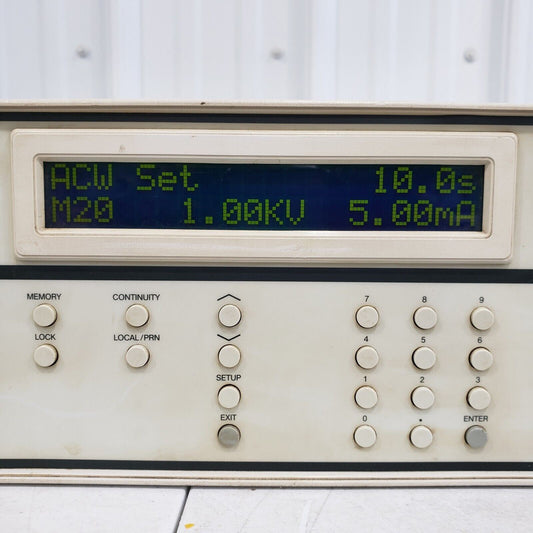 ACW Set 10.0s
M20 1.00KV 5.00mA
MEMORY CONTINUITY 7 8 9
LOCK LOCAL/PRN 4 5 6
SETUP 1 2 3
EXIT 0 • ENTER